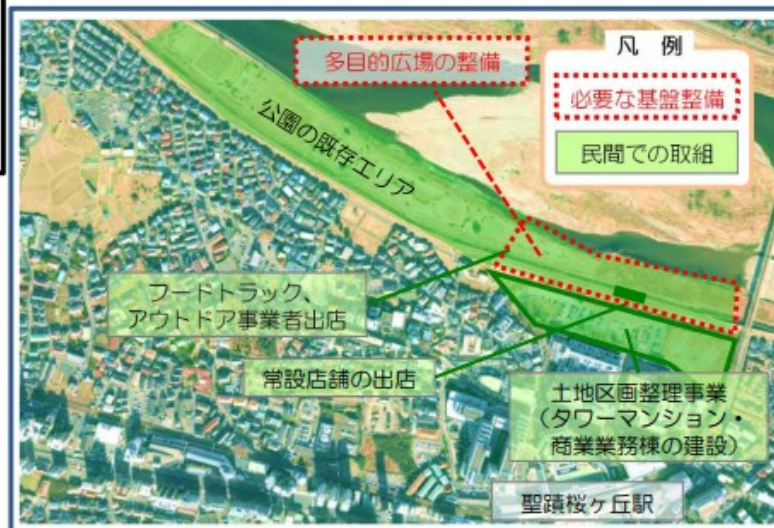 多目的広場の整備
凡 例
必要な基盤整備
民間での取組
公園の既存エリア
フードトラック、
アウトドア事業者出店
常設店舗の出店
土地区画整理事業
(タワーマンション・
商業業務棟の建設)
聖蹟桜ヶ丘駅